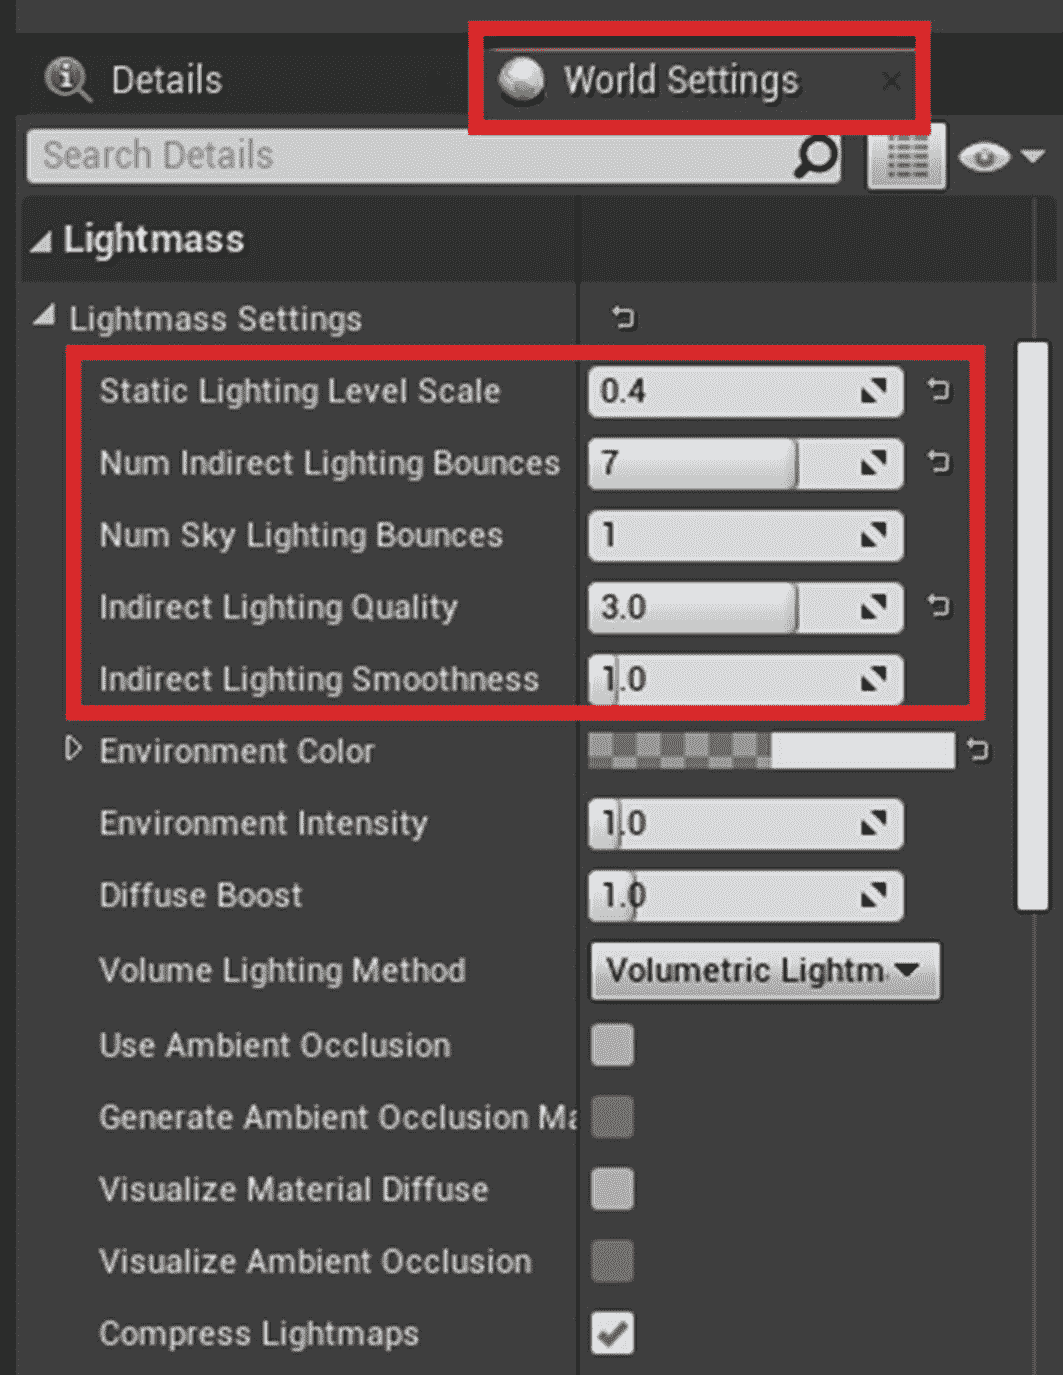 Details
World Settings
Search Details
Lightmass
Lightmass Settings
Static Lighting Level Scale 0.4
Num Indirect Lighting Bounces 7
Num Sky Lighting Bounces 1
Indirect Lighting Quality 3.0
Indirect Lighting Smoothness 1.0
Environment Color
Environment Intensity 1.0
Diffuse Boost 1.0
Volume Lighting Method Volumetric Lightm
Use Ambient Occlusion
Generate Ambient Occlusion Ma
Visualize Material Diffuse
Visualize Ambient Occlusion
Compress Lightmaps